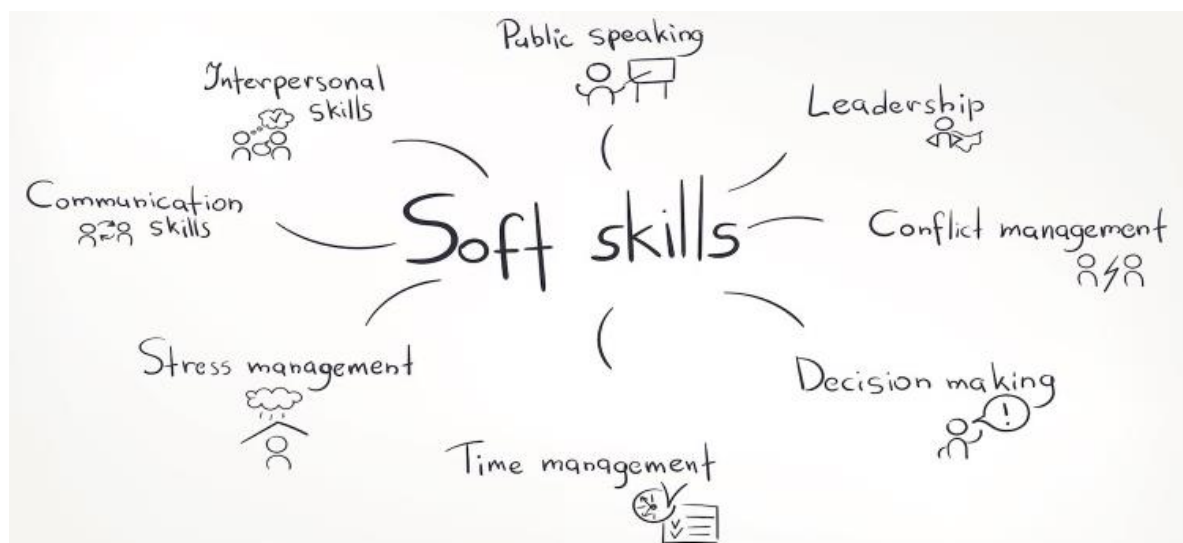 Public speaking
Interpersonal
skills
Leadership
Communication
skills
Soft skills
Conflict management
Stress management
Decision making
!
Time management